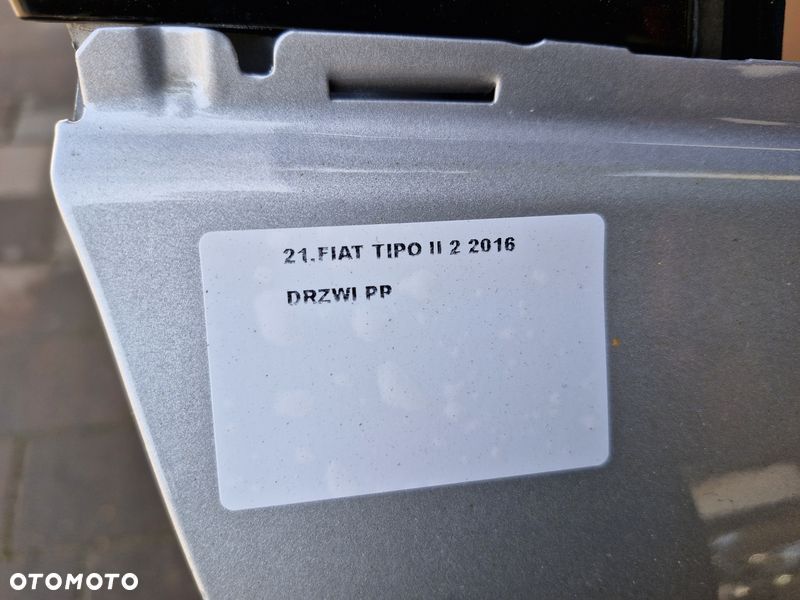 21.FIAT TIPO II 2 2016
DRZWI PP
OTOMOTO